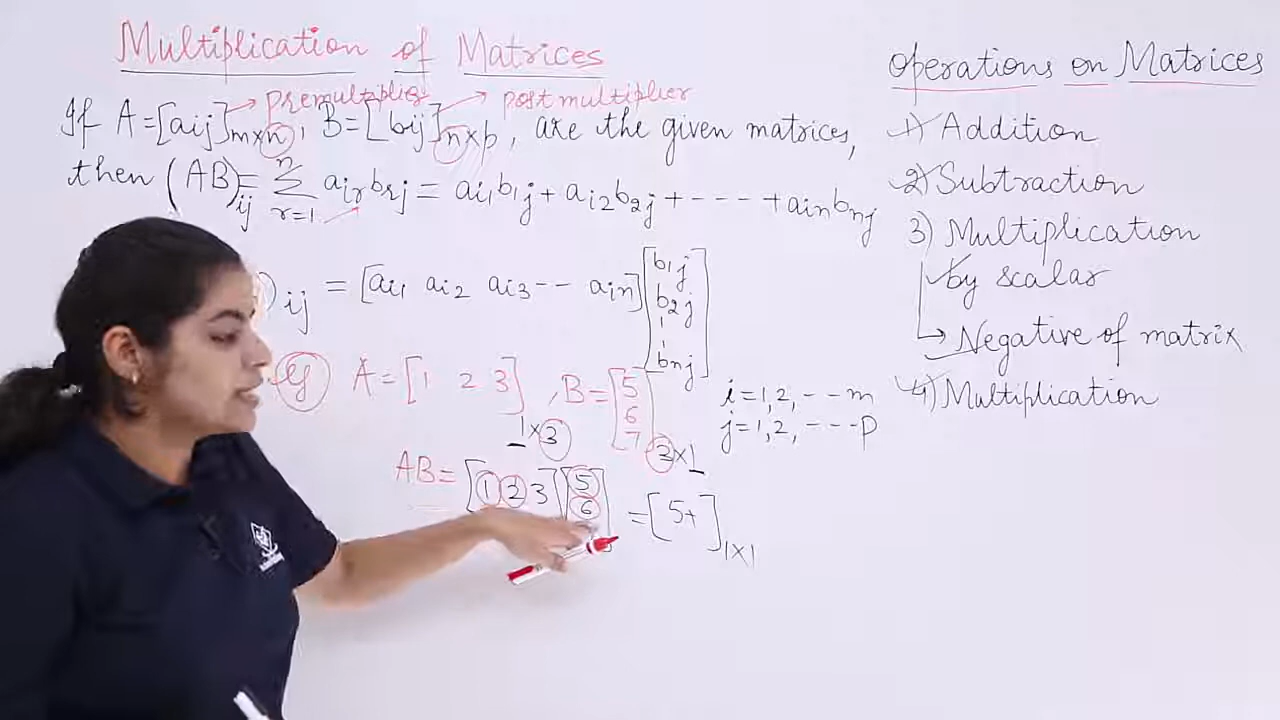 Multiplication of Matrices
→ premultiplier → postmultiplier
If A = [aij]m×n, B = [bij]n×p, are the given matrices,
then (AB)ij = n∑r=1 air brj = ai1b1j + ai2b2j + ---- + ainbnj
)ij = [ai1 ai2 ai3 -- ain] [b1j
b2j
bnj]
eg A = [1 2 3]1×3, B = [5
6
7]3×1
i = 1,2, -- m
j = 1,2, --- p
AB = [1 2 3] [5
6
= [5+ ]1×1
operations on Matrices
1) Addition
2) Subtraction
3) Multiplication
by scalar
→ Negative of matrix
4) Multiplication